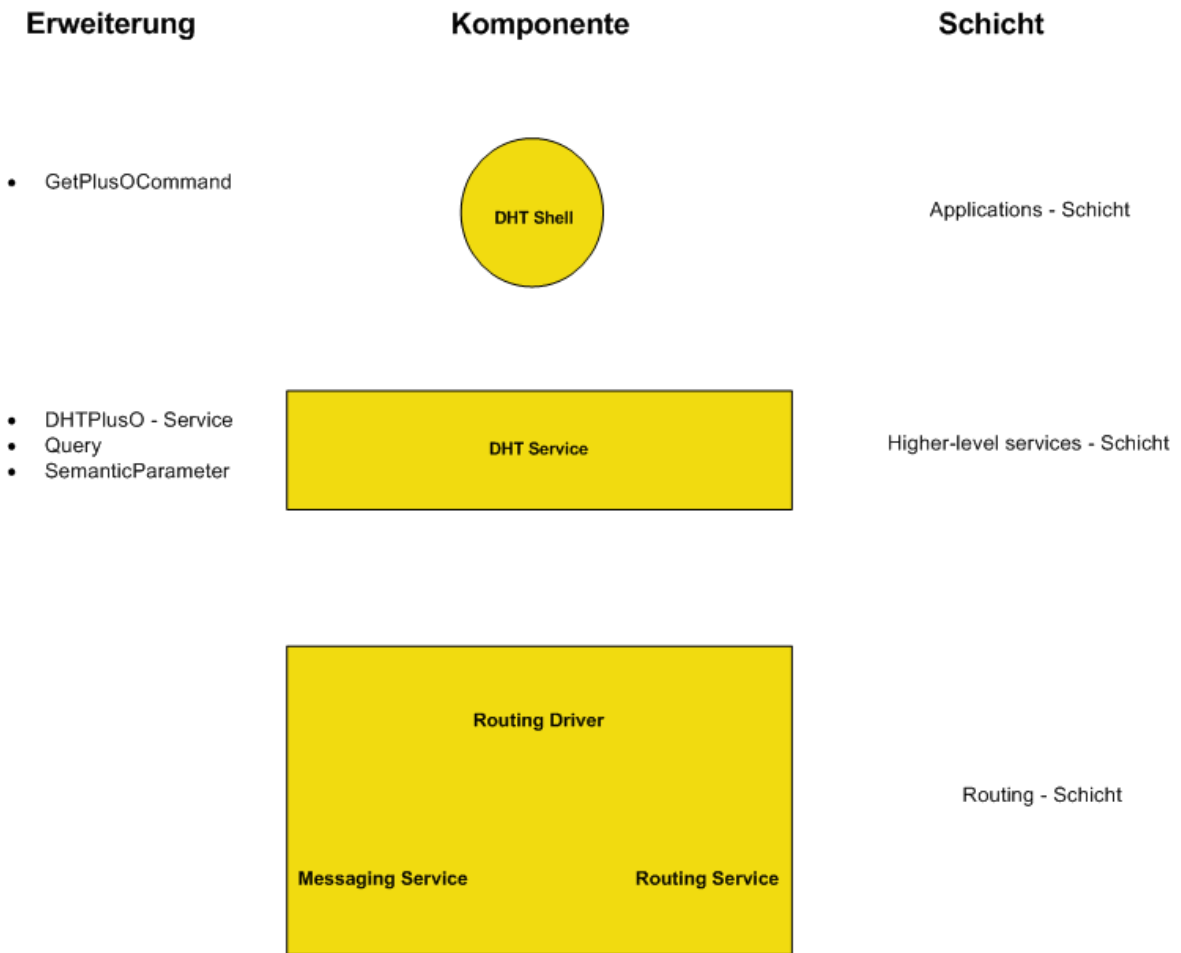 Erweiterung Komponente Schicht
• GetPlusOCommand
DHT Shell
Applications - Schicht
• DHTPlusO - Service
• Query
• SemanticParameter
DHT Service
Higher-level services - Schicht
Routing Driver
Routing - Schicht
Messaging Service Routing Service